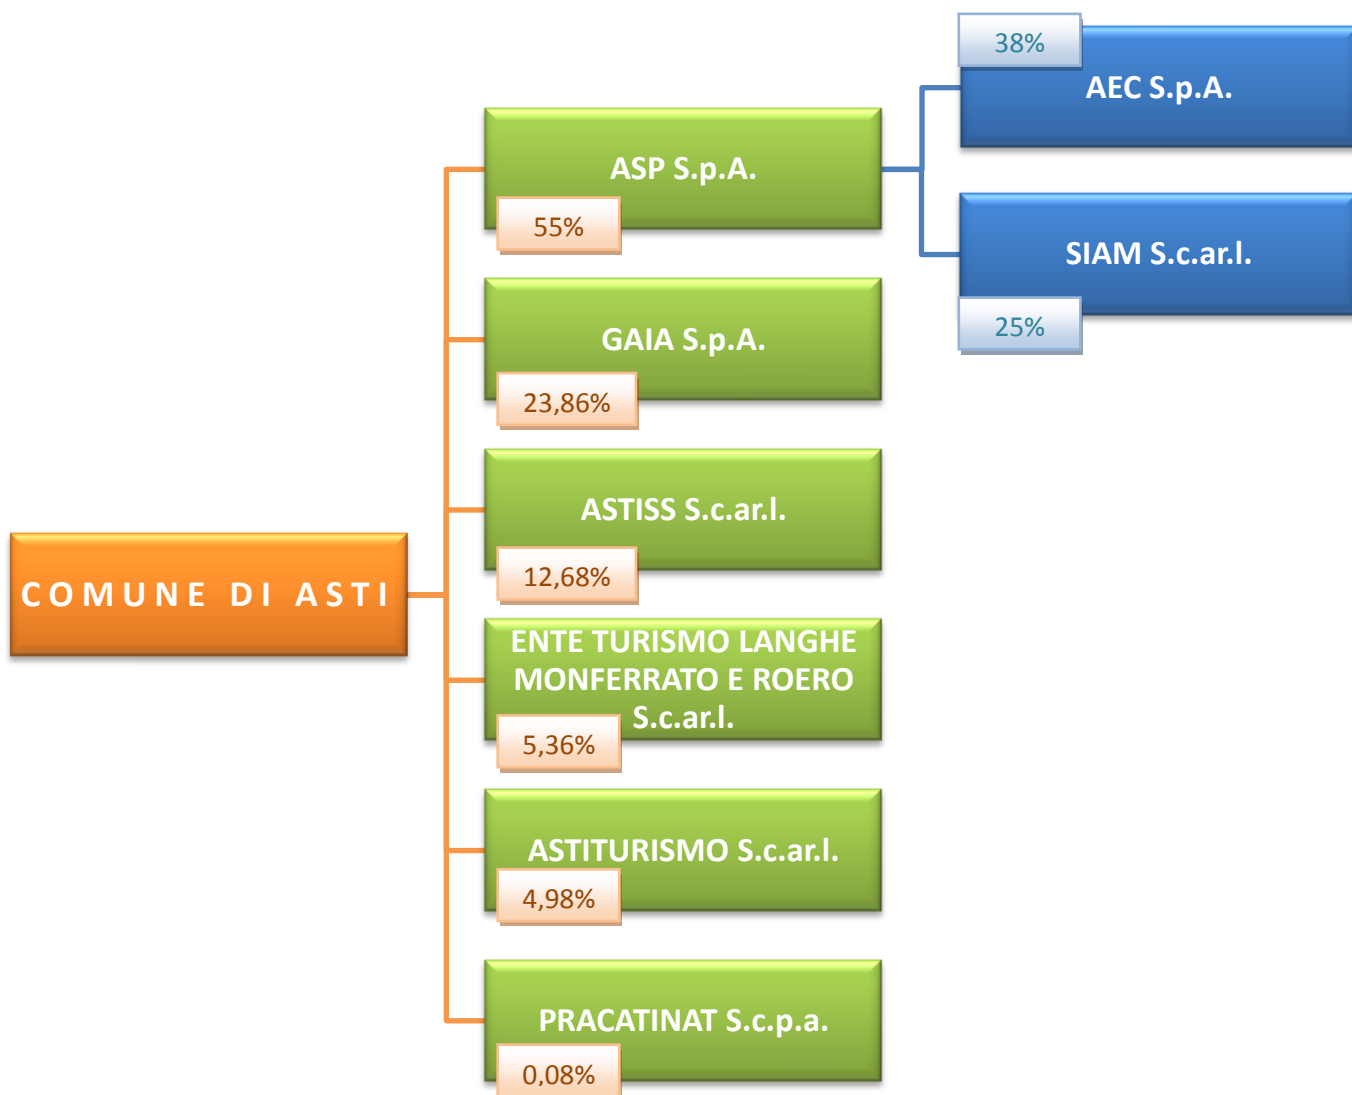 38%
AEC S.p.A.
ASP S.p.A.
55%
SIAM S.c.ar.l.
25%
GAIA S.p.A.
23,86%
ASTISS S.c.ar.l.
12,68%
COMUNE DI ASTI
ENTE TURISMO LANGHE
MONFERRATO E ROERO
S.c.ar.l.
5,36%
ASTITURISMO S.c.ar.l.
4,98%
PRACATINAT S.c.p.a.
0,08%